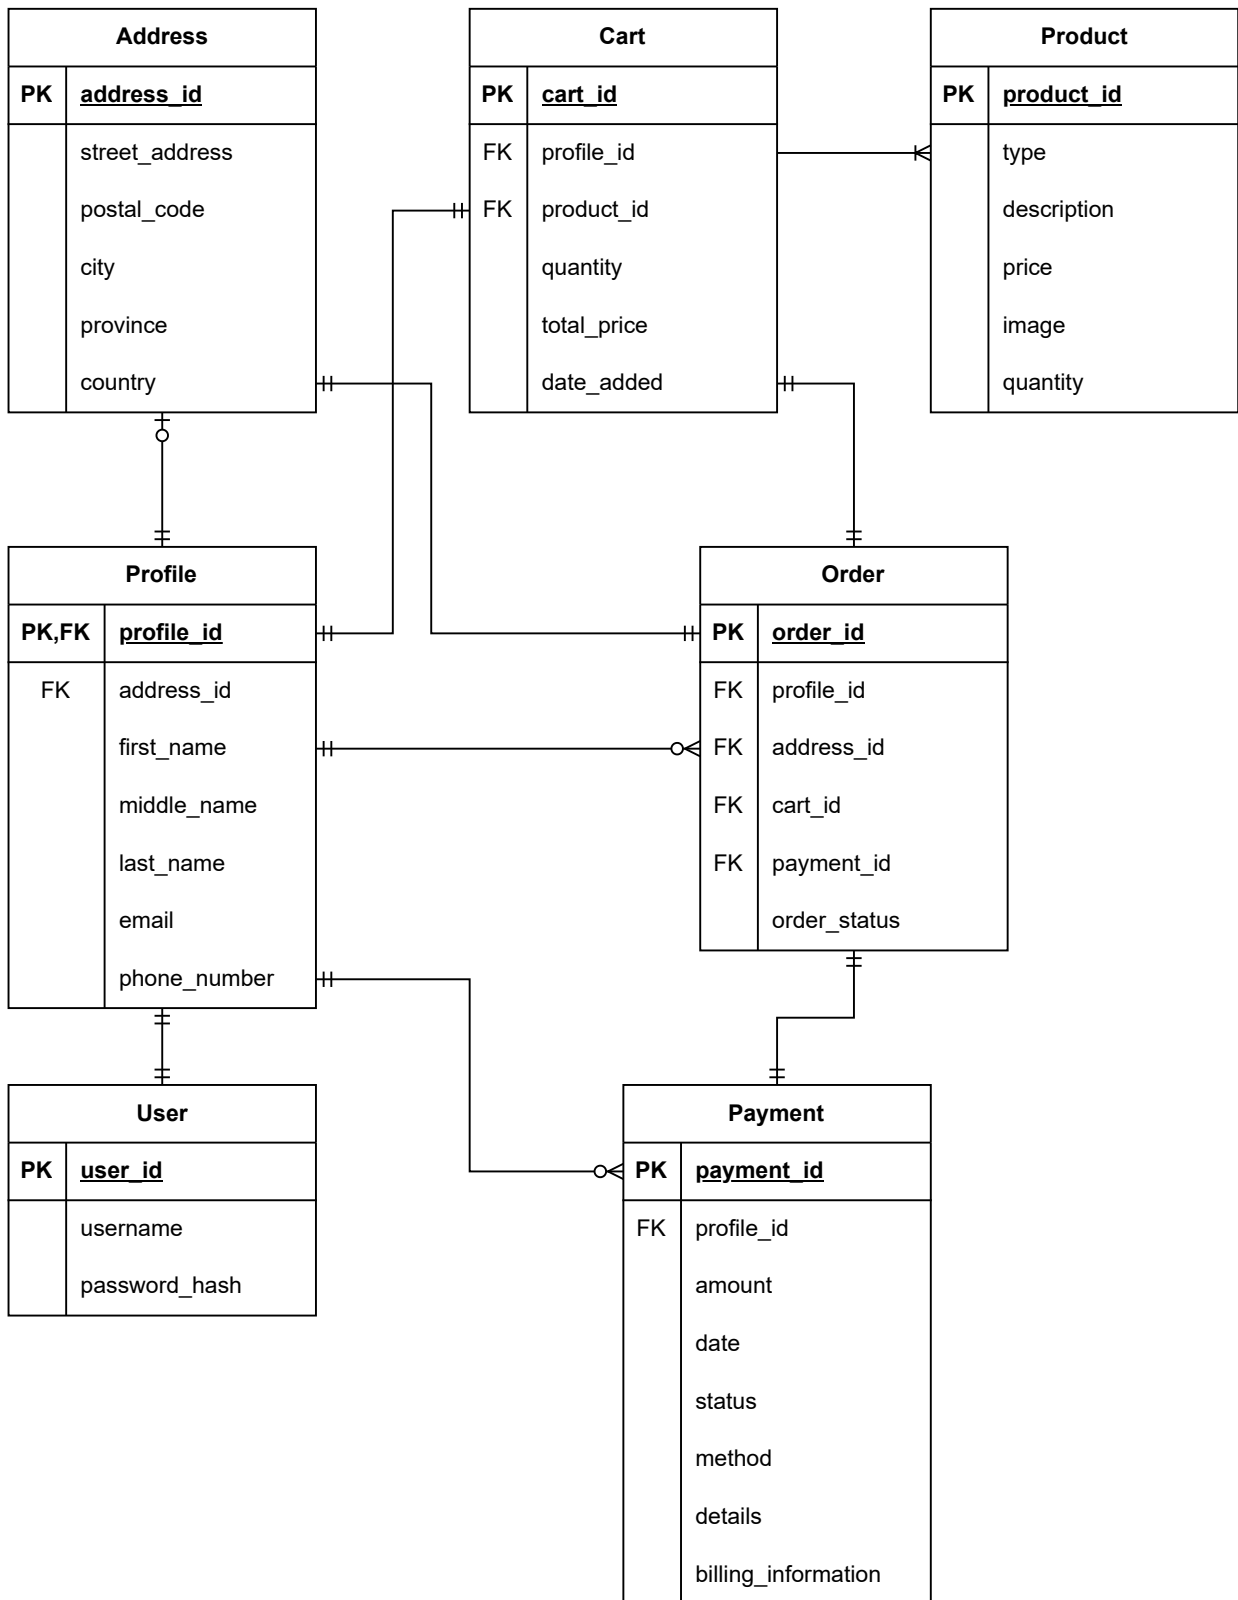 Address
PK address_id
street_address
postal_code
city
province
country
Cart
PK cart_id
FK profile_id
FK product_id
quantity
total_price
date_added
Product
PK product_id
type
description
price
image
quantity
Profile
PK,FK profile_id
FK address_id
first_name
middle_name
last_name
email
phone_number
Order
PK order_id
FK profile_id
FK address_id
FK cart_id
FK payment_id
order_status
User
PK user_id
username
password_hash
Payment
PK payment_id
FK profile_id
amount
date
status
method
details
billing_information